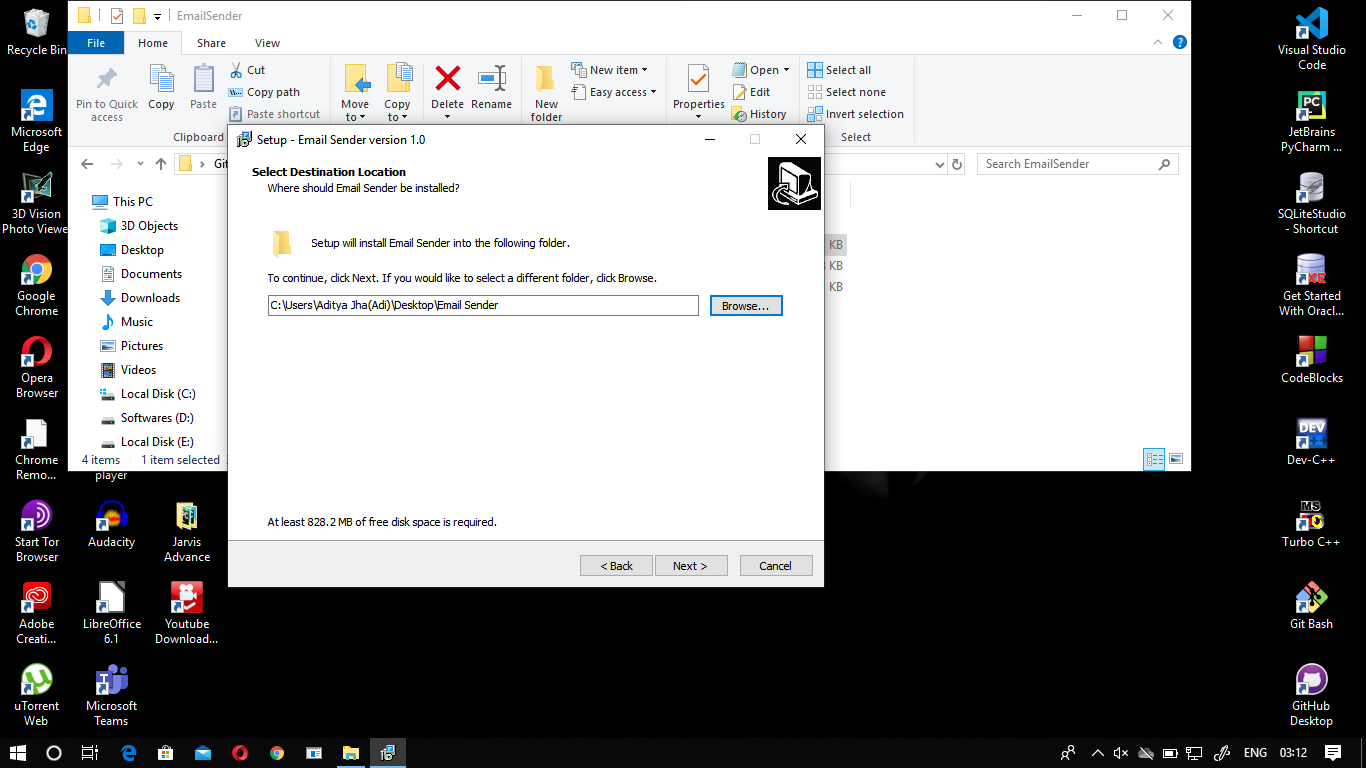 EmailSender
File Home Share View
Pin to Quick access
Copy
Paste
Cut
Copy path
Paste shortcut
Clipboard
Move to
Copy to
Delete
Rename
New folder
New item
Easy access
Properties
Open
Edit
History
Select all
Select none
Invert selection
Select
Search EmailSender
This PC
3D Objects
Desktop
Documents
Downloads
Music
Pictures
Videos
Local Disk (C:)
Softwares (D:)
Local Disk (E:)
4 items 1 item selected
KB
KB
KB
Setup - Email Sender version 1.0
Select Destination Location
Where should Email Sender be installed?
Setup will install Email Sender into the following folder.
To continue, click Next. If you would like to select a different folder, click Browse.
C:\Users\Aditya Jha(Adi)\Desktop\Email Sender
Browse...
At least 828.2 MB of free disk space is required.
< Back Next > Cancel
Recycle Bin
Microsoft
Edge
3D Vision
Photo Viewe
Google
Chrome
Opera
Browser
Chrome
Remo...
player
Start Tor
Browser
Audacity
Jarvis
Advance
Adobe
Creati...
LibreOffice
6.1
Youtube
Download...
uTorrent
Web
Microsoft
Teams
Visual Studio
Code
PC
JetBrains
PyCharm ...
SQLiteStudio
- Shortcut
XE
Get Started
With Oracl...
CodeBlocks
DEV
Dev-C++
MS
Turbo C++
Git Bash
GitHub
Desktop
ENG 03:12